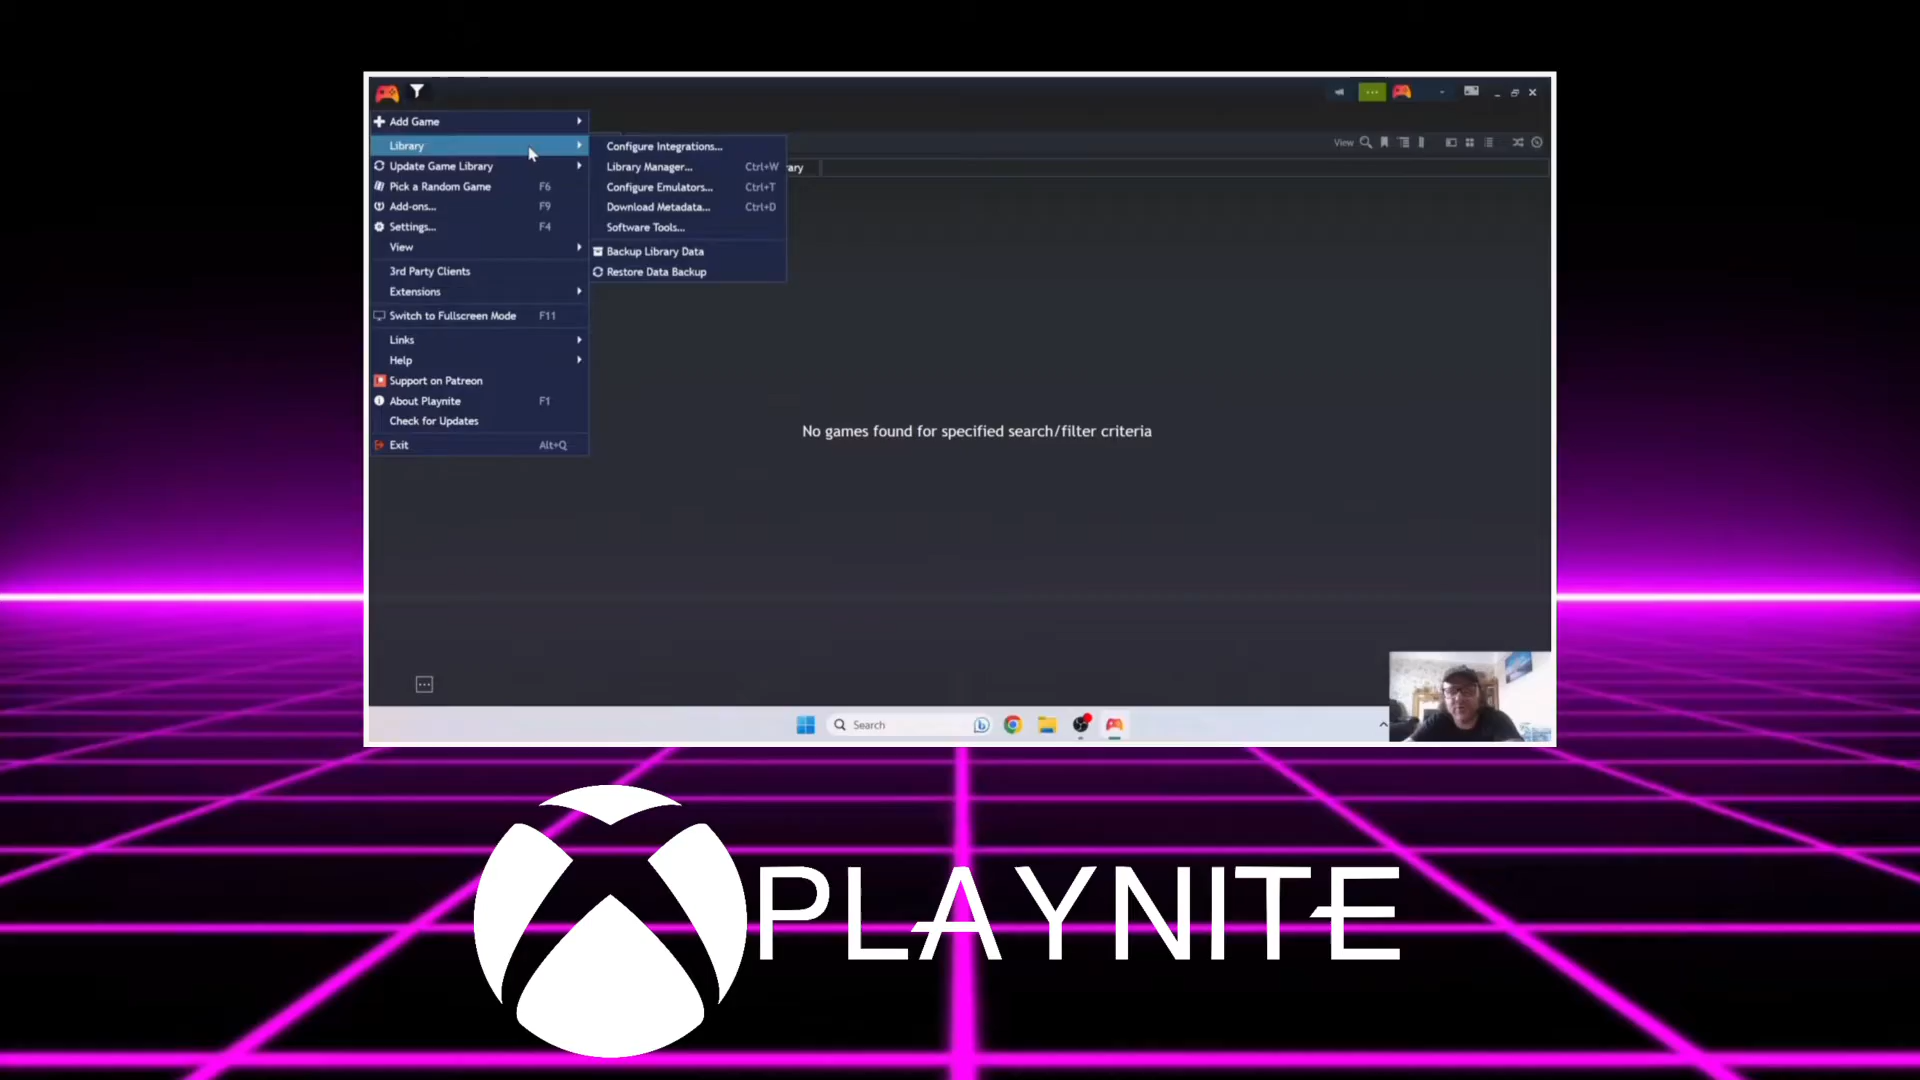 Add Game
Library
Update Game Library
Pick a Random Game F6
Add-ons... F9
Settings... F4
View
3rd Party Clients
Extensions
Switch to Fullscreen Mode F11
Links
Help
Support on Patreon
About Playnite F1
Check for Updates
Exit Alt+Q
Configure Integrations...
Library Manager... Ctrl+W
Configure Emulators... Ctrl+T
Download Metadata... Ctrl+D
Software Tools...
Backup Library Data
Restore Data Backup
rary
View
No games found for specified search/filter criteria
Search
PLAYNITE